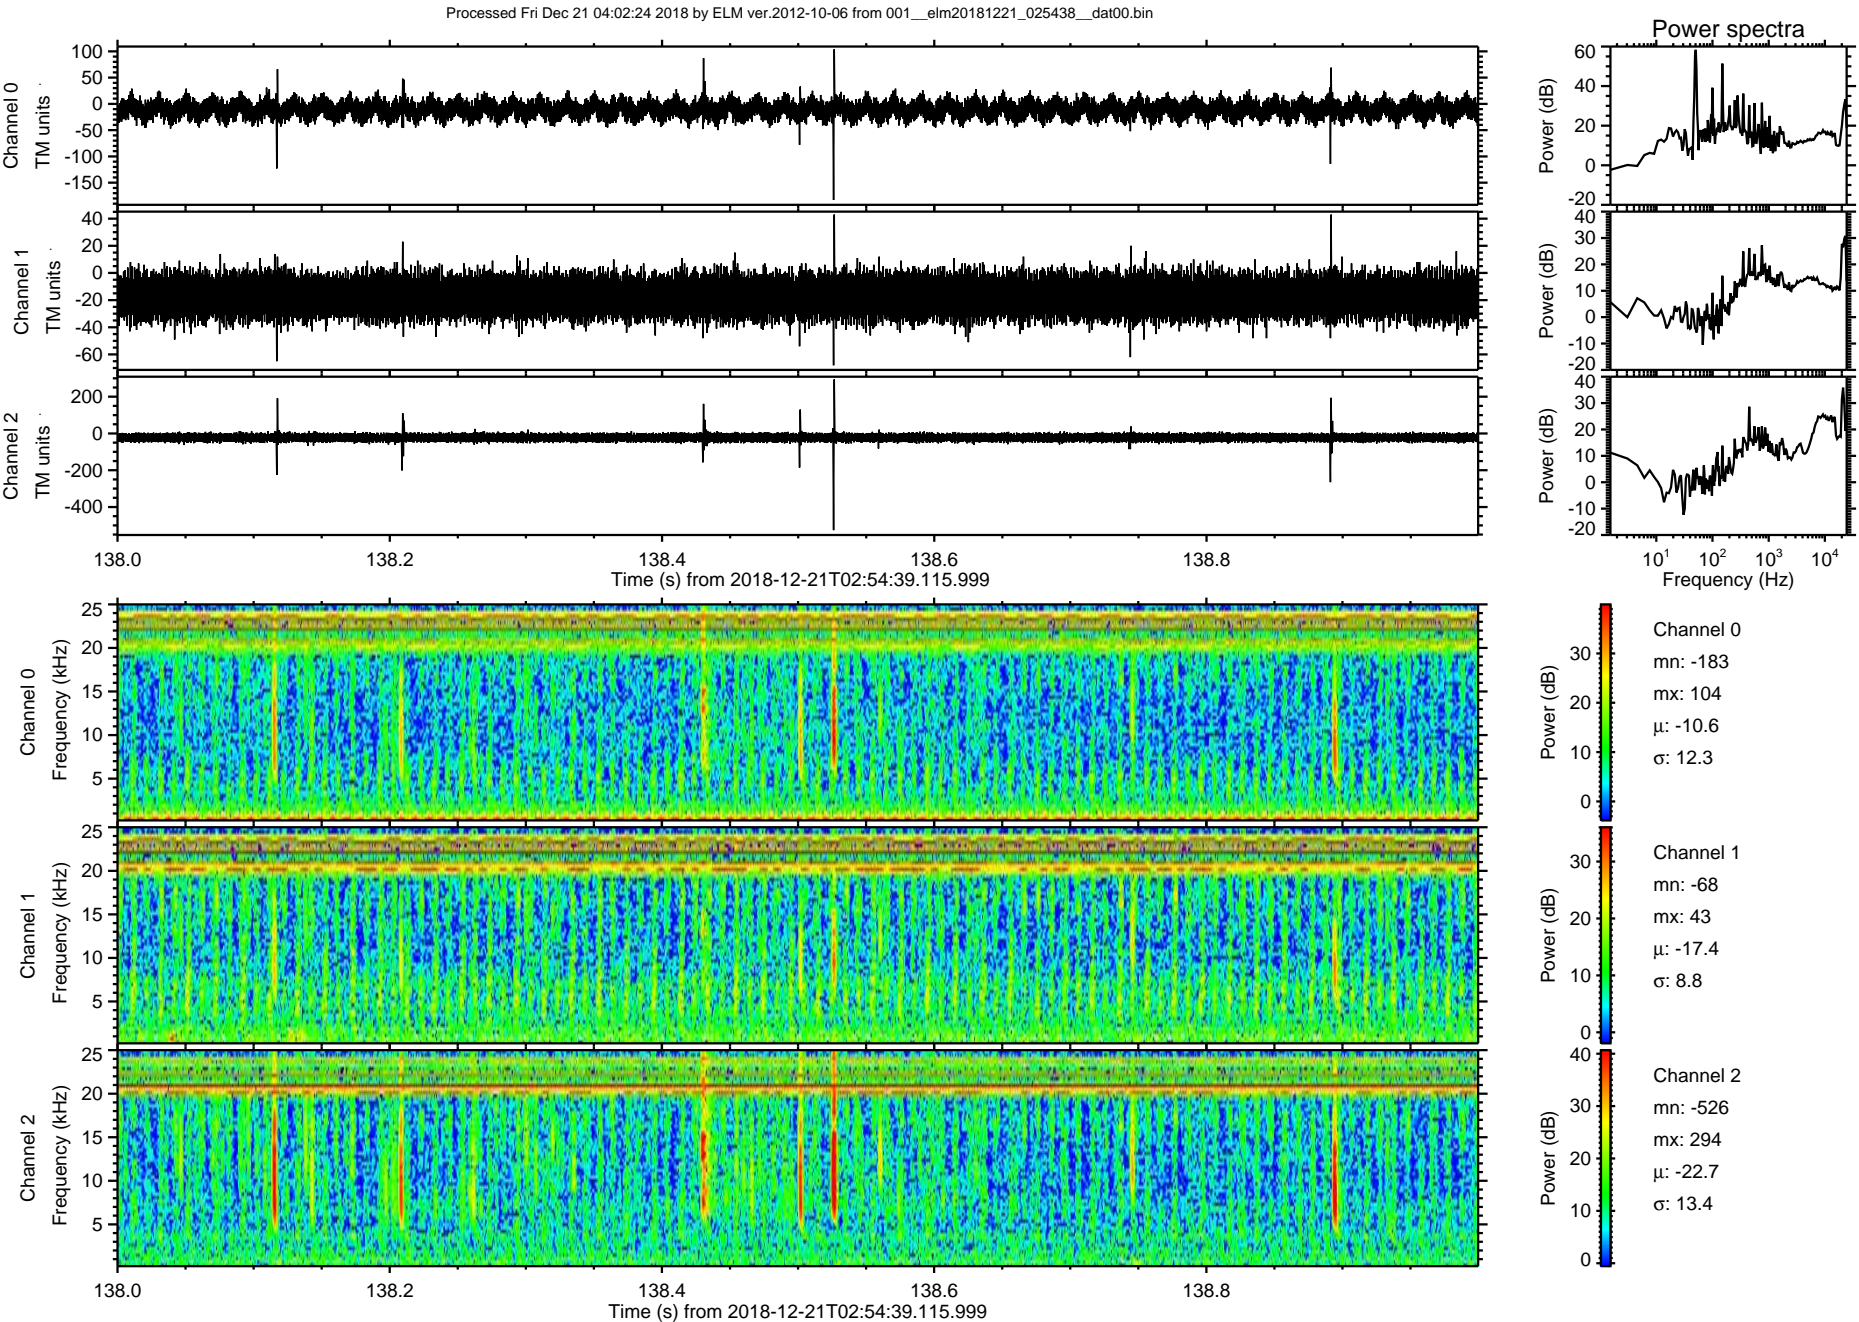 Processed Fri Dec 21 04:02:24 2018 by ELM ver.2012-10-06 from 001__elm20181221_025438__dat00.bin
Power spectra
Channel 0
TM units
100
50
0
-50
-100
-150
Power (dB)
60
40
20
0
-20
Channel 1
TM units
40
20
0
-20
-40
-60
Power (dB)
40
30
20
10
0
-10
-20
Channel 2
TM units
200
0
-200
-400
Power (dB)
40
30
20
10
0
-10
-20
138.0 138.2 138.4 138.6 138.8
Time (s) from 2018-12-21T02:54:39.115.999
10¹ 10² 10³ 10⁴
Frequency (Hz)
Channel 0
Frequency (kHz)
25
20
15
10
5
Power (dB)
30
20
10
0
Channel 0
mn: -183
mx: 104
μ: -10.6
σ: 12.3
Channel 1
Frequency (kHz)
25
20
15
10
5
Power (dB)
30
20
10
0
Channel 1
mn: -68
mx: 43
μ: -17.4
σ: 8.8
Channel 2
Frequency (kHz)
25
20
15
10
5
Power (dB)
40
30
20
10
0
Channel 2
mn: -526
mx: 294
μ: -22.7
σ: 13.4
138.0 138.2 138.4 138.6 138.8
Time (s) from 2018-12-21T02:54:39.115.999